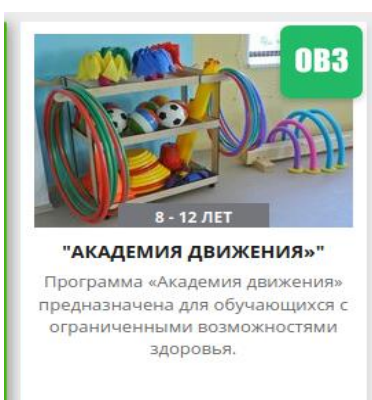 ОВЗ
8 - 12 ЛЕТ
"АКАДЕМИЯ ДВИЖЕНИЯ»"
Программа «Академия движения»
предназначена для обучающихся с
ограниченными возможностями
здоровья.